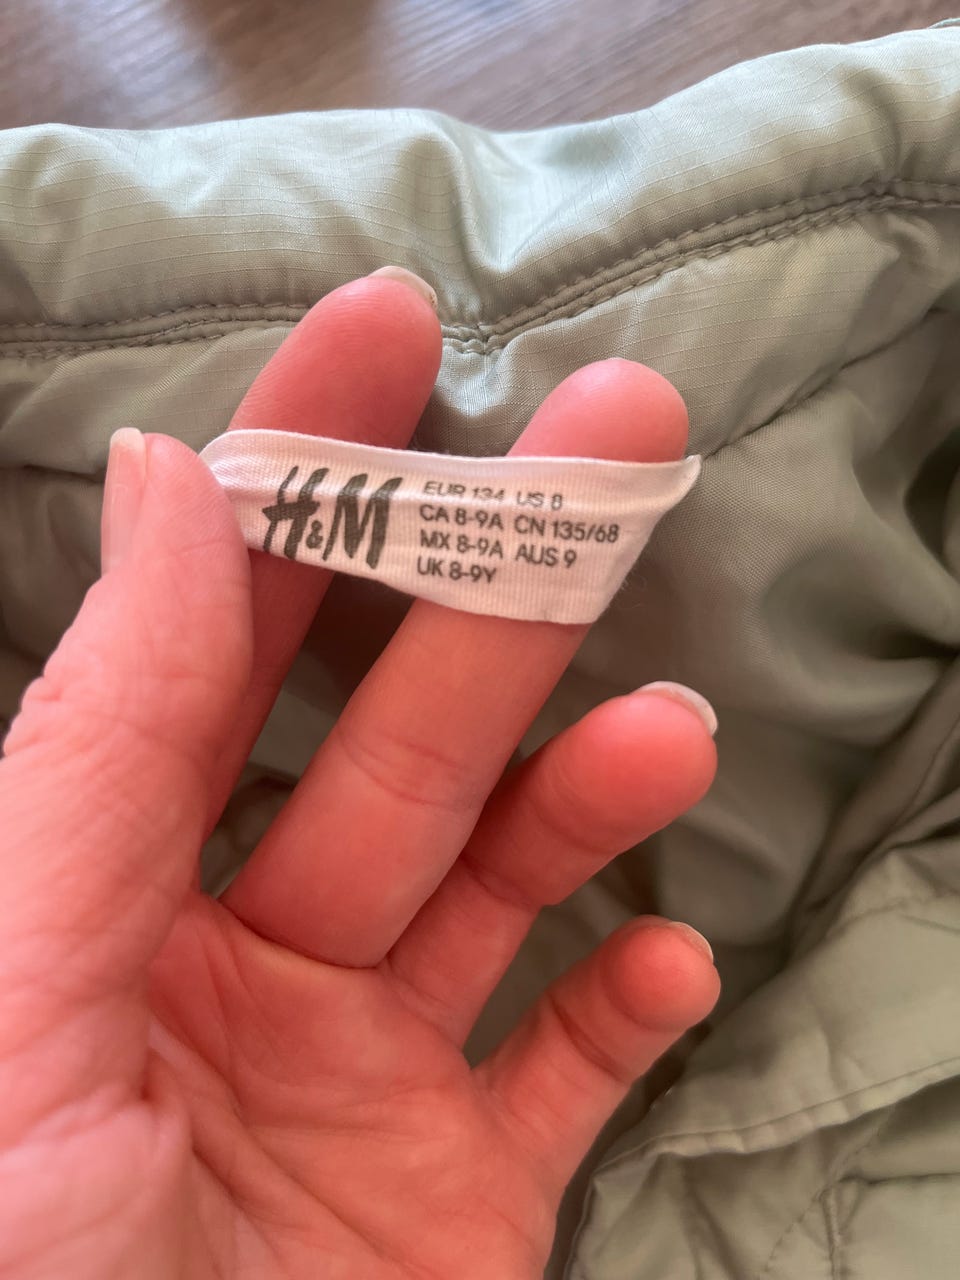 H&M
EUR 134 US 8
CA 8-9A CN 135/68
MX 8-9A AUS 9
UK 8-9Y